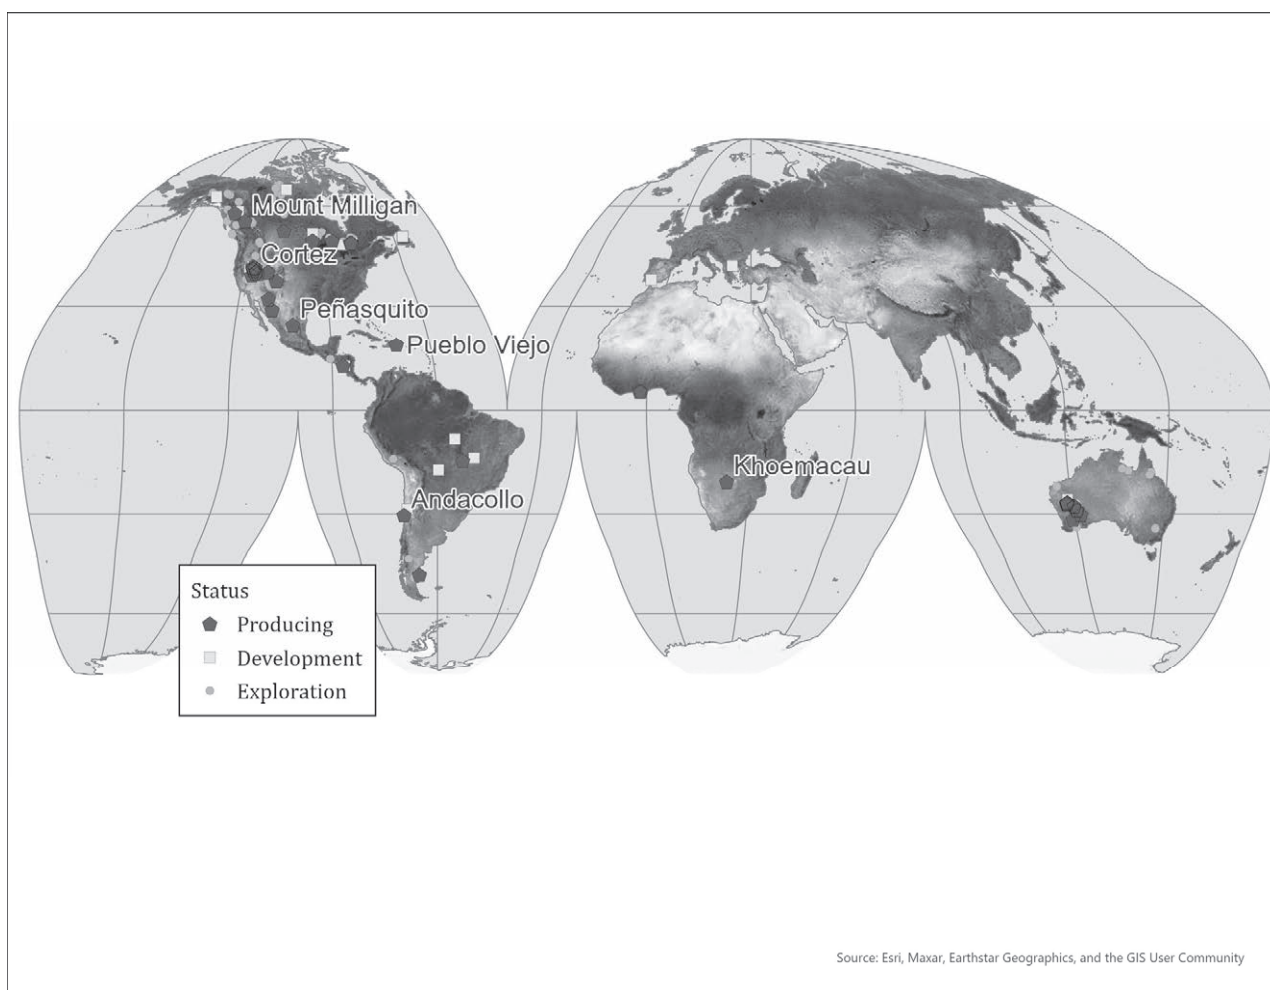 Mount Milligan
Cortez
Peñasquito
Pueblo Viejo
Khoemacau
Andacollo
Status
Producing
Development
Exploration
Source: Esri, Maxar, Earthstar Geographics, and the GIS User Community